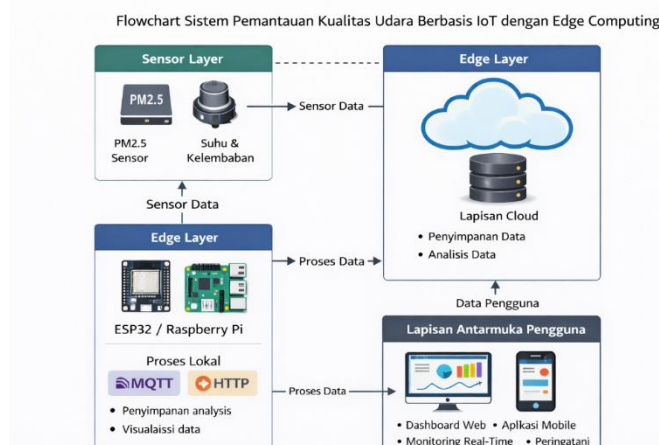 Flowchart Sistem Pemantauan Kualitas Udara Berbasis IoT dengan Edge Computing
Sensor Layer
PM2.5
PM2.5
Sensor
Suhu &
Kelembaban
Sensor Data
Edge Layer
Lapisan Cloud
• Penyimpanan Data
• Analisis Data
Sensor Data
Edge Layer
ESP32 / Raspberry Pi
Proses Lokal
MQTT
HTTP
• Penyimpanan analysis
• Visualaissi data
Proses Data
Data Pengguna
Proses Data
Lapisan Antarmuka Pengguna
• Dashboard Web • Aplkasi Mobile
• Monitoring Real-Time • Peringatani